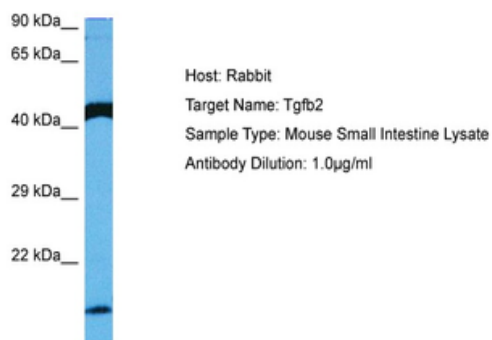 90 kDa__
65 kDa__
Host: Rabbit
Target Name: Tgfb2
40 kDa__
Sample Type: Mouse Small Intestine Lysate
Antibody Dilution: 1.0µg/ml
29 kDa__
22 kDa__